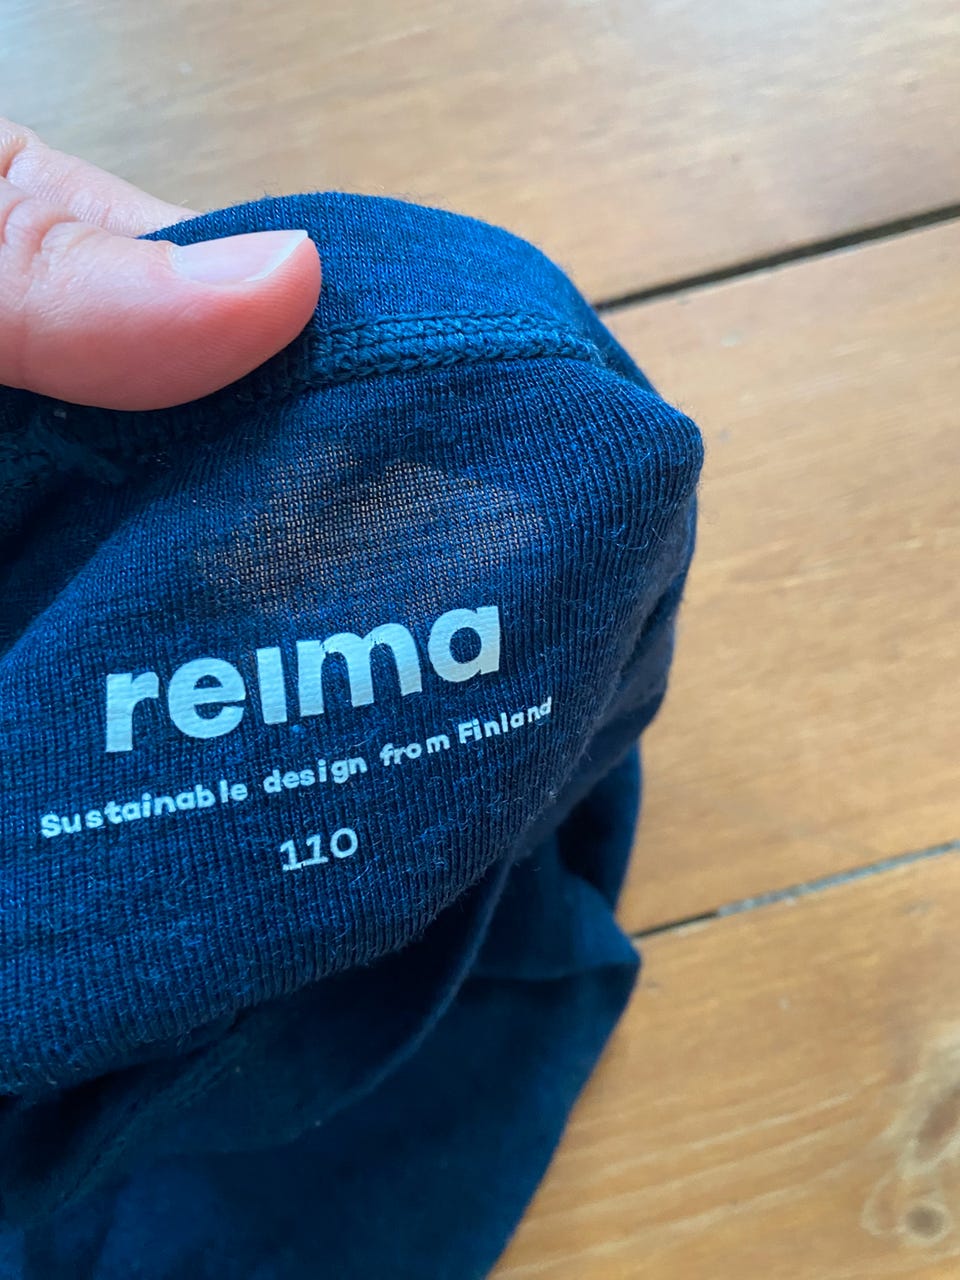 reima
Sustainable design from Finland
110